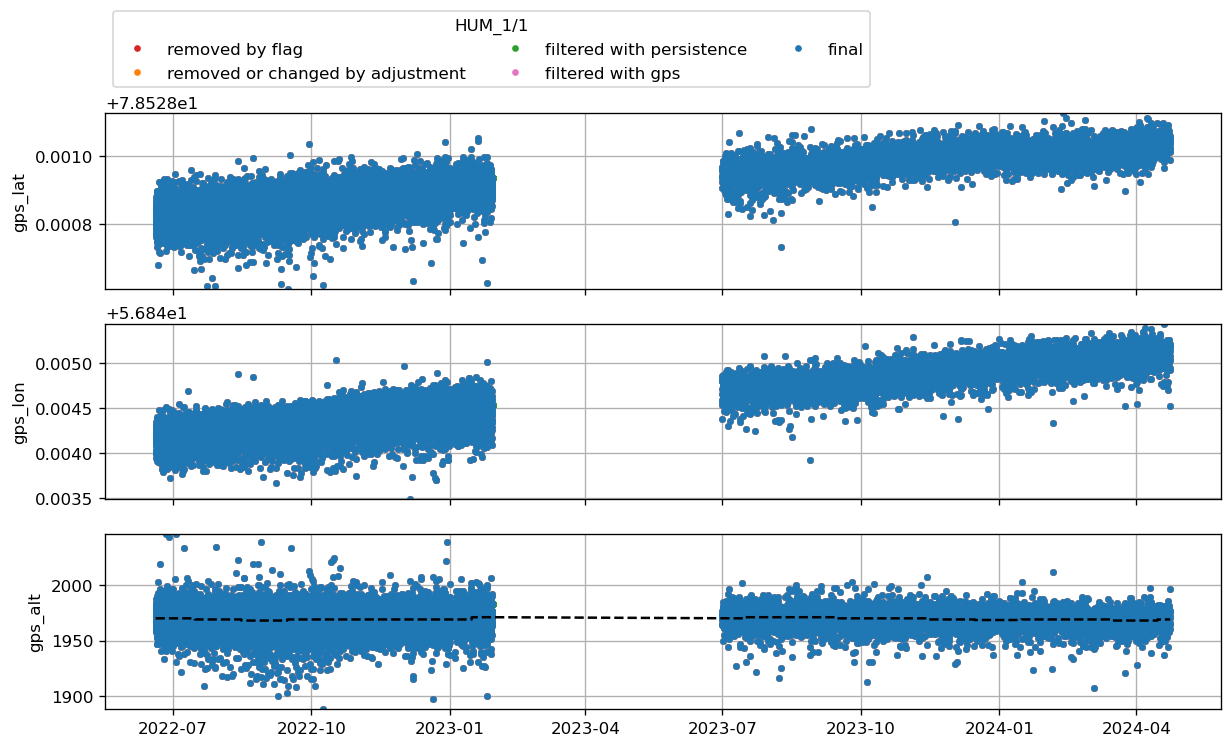 HUM_1/1
removed by flag
filtered with persistence
final
removed or changed by adjustment
filtered with gps
+7.8528e1
0.0010
0.0008
gps_lat
+5.684e1
0.0050
0.0045
0.0040
0.0035
gps_lon
2000
1950
1900
gps_alt
2022-07 2022-10 2023-01 2023-04 2023-07 2023-10 2024-01 2024-04